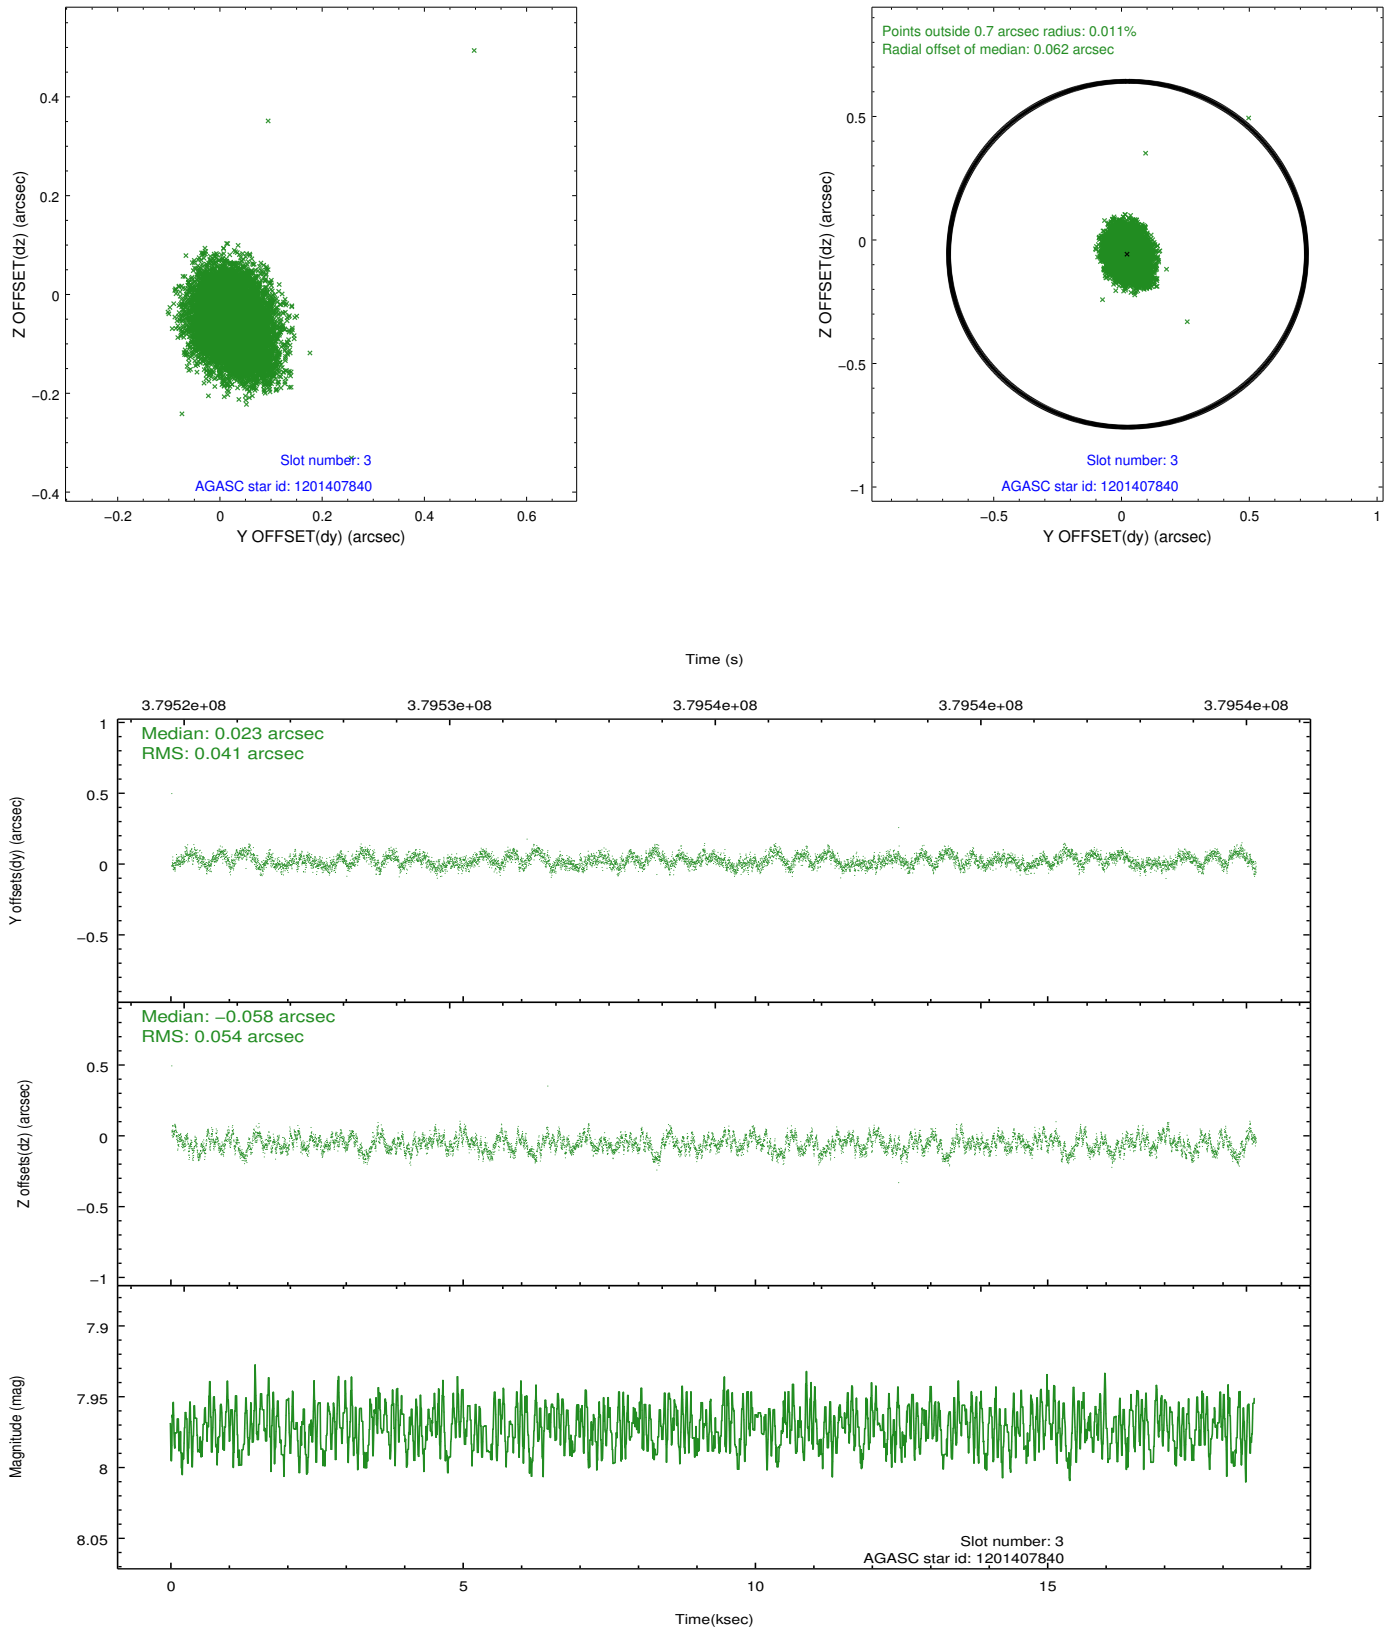 0.4
0.2
0
−0.2
−0.4
−0.2
0
0.2
0.4
0.6
Z OFFSET(dz) (arcsec)
Y OFFSET(dy) (arcsec)
Slot number: 3
AGASC star id: 1201407840
Points outside 0.7 arcsec radius: 0.011%
Radial offset of median: 0.062 arcsec
0.5
0
−0.5
−1
−0.5
0
0.5
1
Z OFFSET(dz) (arcsec)
Y OFFSET(dy) (arcsec)
Slot number: 3
AGASC star id: 1201407840
Time (s)
3.7952e+08
3.7953e+08
3.7954e+08
3.7954e+08
3.7954e+08
1
0.5
0
−0.5
Y offsets(dy) (arcsec)
Median: 0.023 arcsec
RMS: 0.041 arcsec
0.5
0
−0.5
−1
Z offsets(dz) (arcsec)
Median: −0.058 arcsec
RMS: 0.054 arcsec
7.9
7.95
8
8.05
Magnitude (mag)
Slot number: 3
AGASC star id: 1201407840
0
5
10
15
Time(ksec)